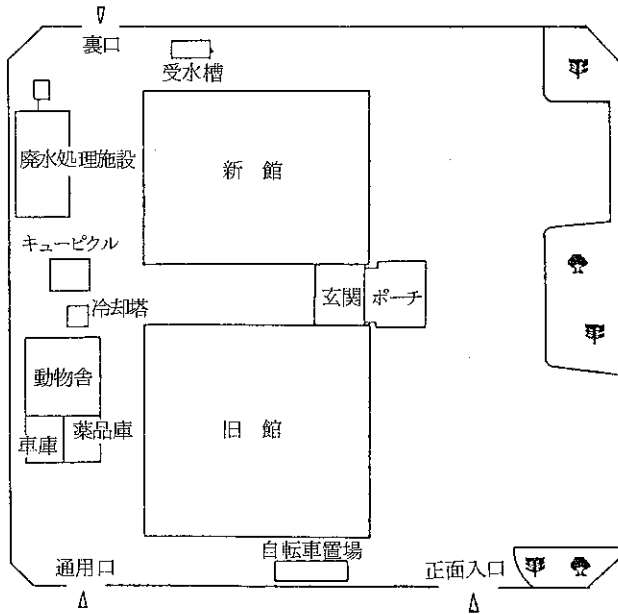 裏口
受水槽
廃水処理施設
新館
キュービクル
冷却塔
玄関
ポーチ
動物舎
車庫
薬品庫
旧館
自転車置場
通用口
正面入口